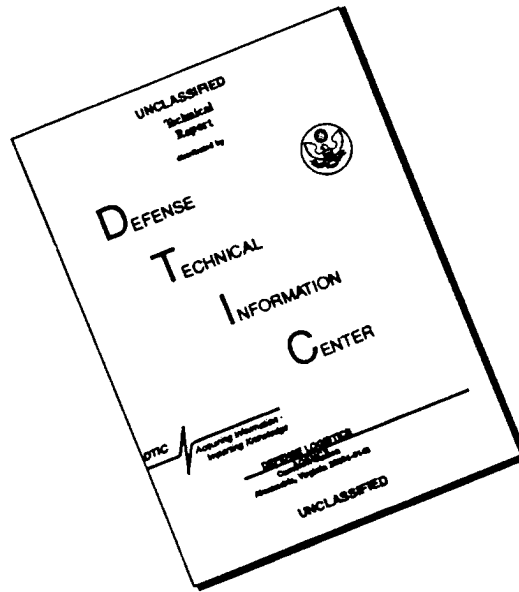 UNCLASSIFIED
Technical
Report
distributed by
DEFENSE
TECHNICAL
INFORMATION
CENTER
DTIC
Acquiring Information -
Imparting Knowledge
DEFENSE LOGISTICS
Cameron Station
Alexandria, Virginia
UNCLASSIFIED